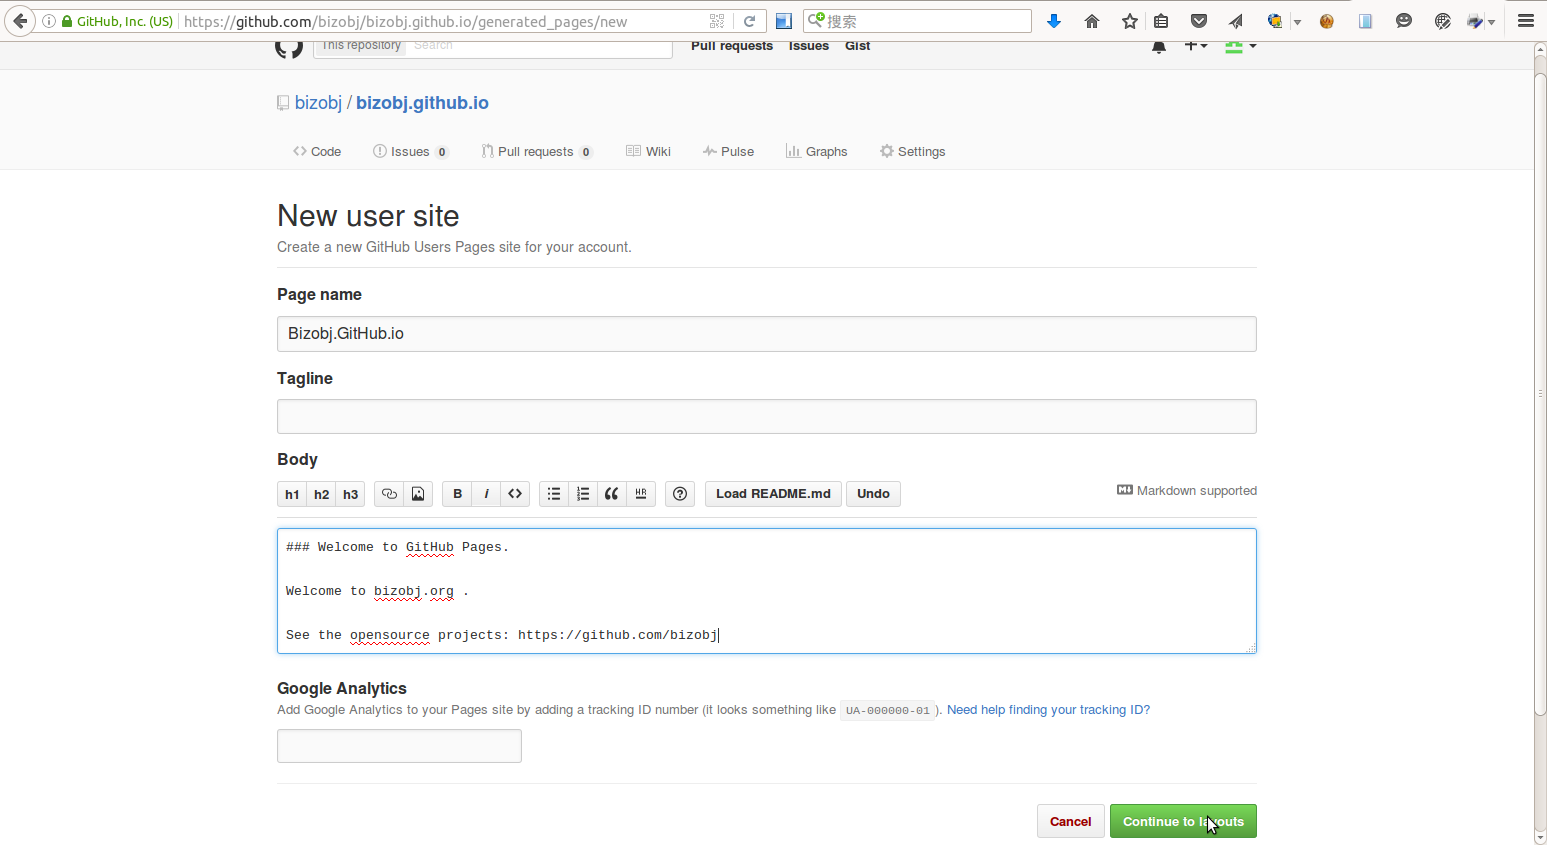 GitHub, Inc. (US) https://github.com/bizobj/bizobj.github.io/generated_pages/new 搜索
This repository Search Pull requests Issues Gist
bizobj / bizobj.github.io
Code Issues 0 Pull requests 0 Wiki Pulse Graphs Settings
New user site
Create a new GitHub Users Pages site for your account.
Page name
Bizobj.GitHub.io
Tagline
Body
h1 h2 h3 B i <> HR Load README.md Undo Markdown supported
### Welcome to GitHub Pages.
Welcome to bizobj.org .
See the opensource projects: https://github.com/bizobj
Google Analytics
Add Google Analytics to your Pages site by adding a tracking ID number (it looks something like UA-000000-01). Need help finding your tracking ID?
Cancel Continue to layouts